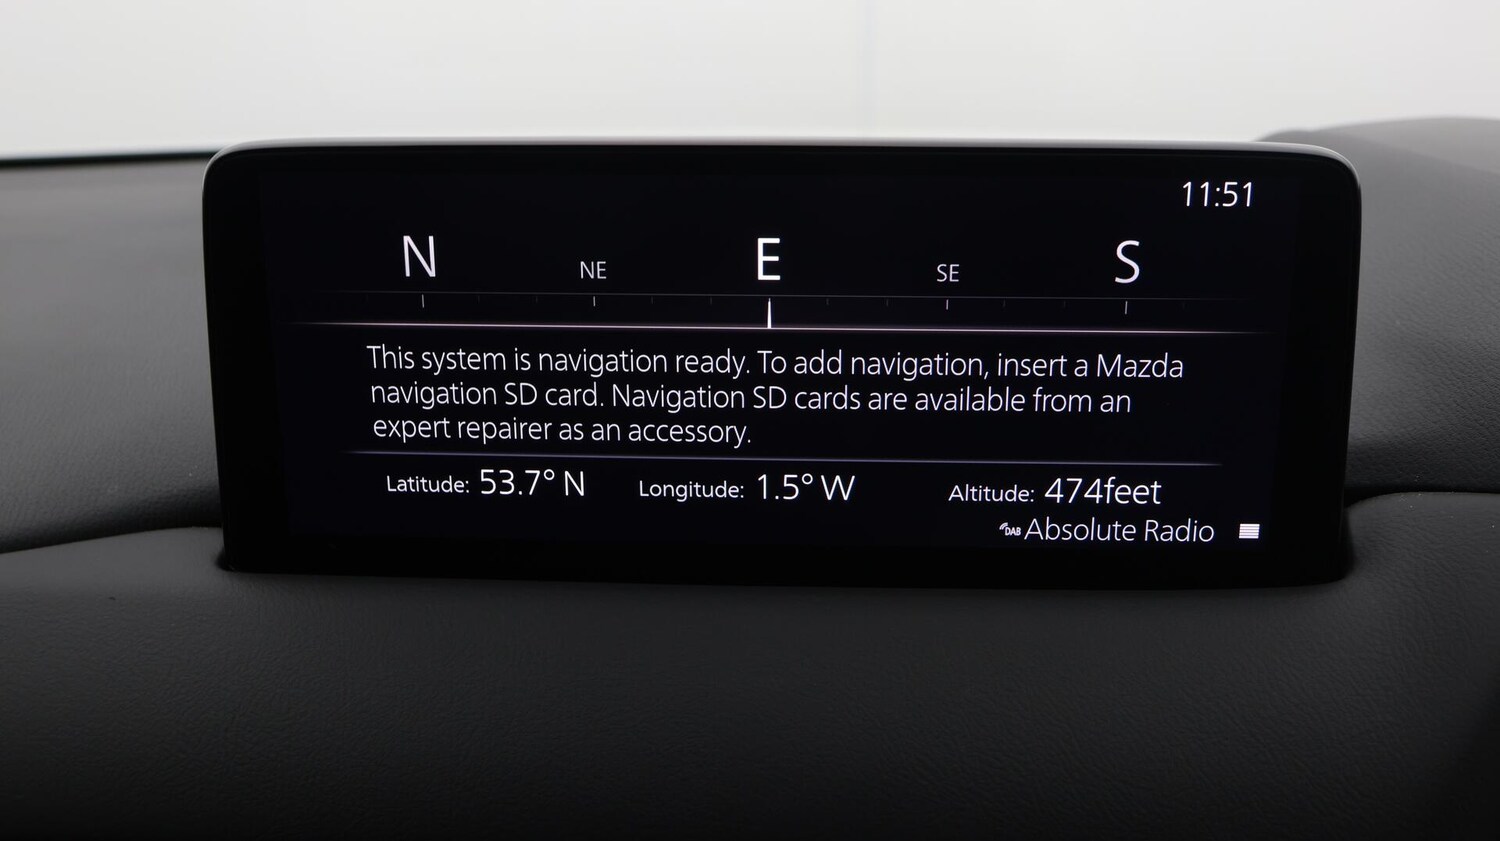 11:51
N NE E SE S
This system is navigation ready. To add navigation, insert a Mazda
navigation SD card. Navigation SD cards are available from an
expert repairer as an accessory.
Latitude: 53.7° N Longitude: 1.5° W Altitude: 474feet
DAB Absolute Radio